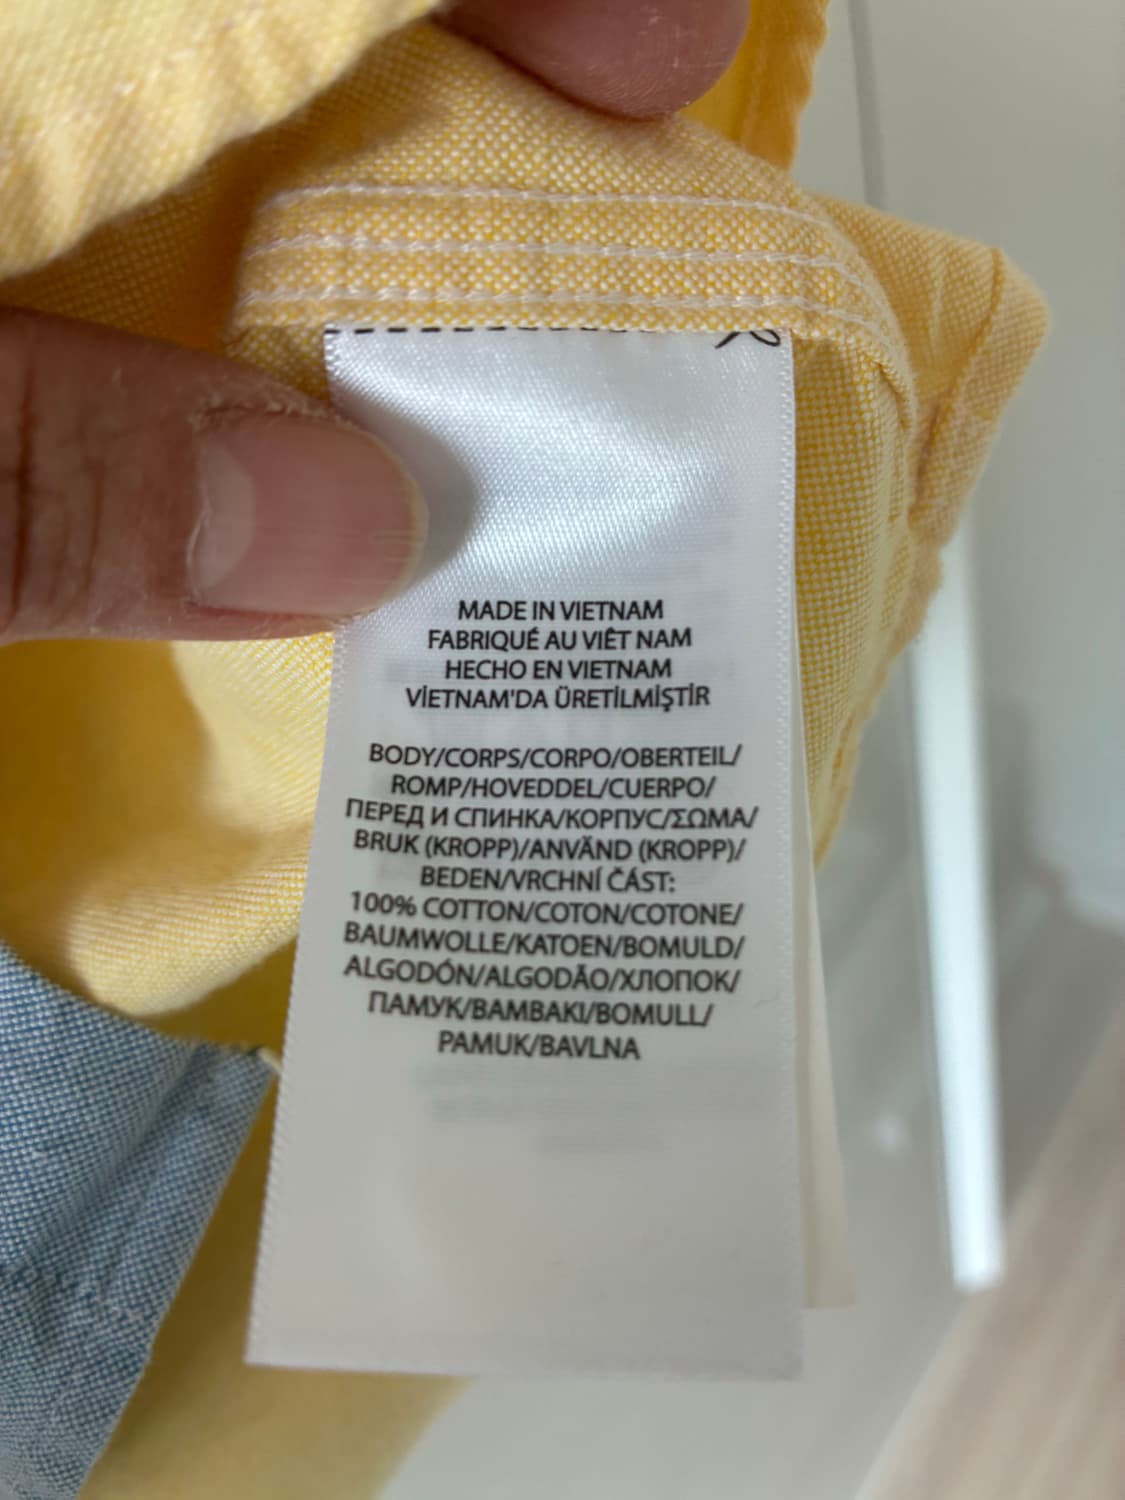 MADE IN VIETNAM
FABRIQUÉ AU VIÊT NAM
HECHO EN VIETNAM
VİETNAM'DA ÜRETİLMİŞTİR
BODY/CORPS/CORPO/OBERTEIL/
ROMP/HOVEDDEL/CUERPO/
ПЕРЕД И СПИНКА/КОРПУС/ΣΩΜΑ/
BRUK (KROPP)/ANVÄND (KROPP)/
BEDEN/VRCHNÍ ČÁST:
100% COTTON/COTON/COTONE/
BAUMWOLLE/KATOEN/BOMULD/
ALGODÓN/ALGODÃO/ХЛОПОК/
ПАМУК/ΒΑΜΒΑΚΙ/BOMULL/
PAMUK/BAVLNA